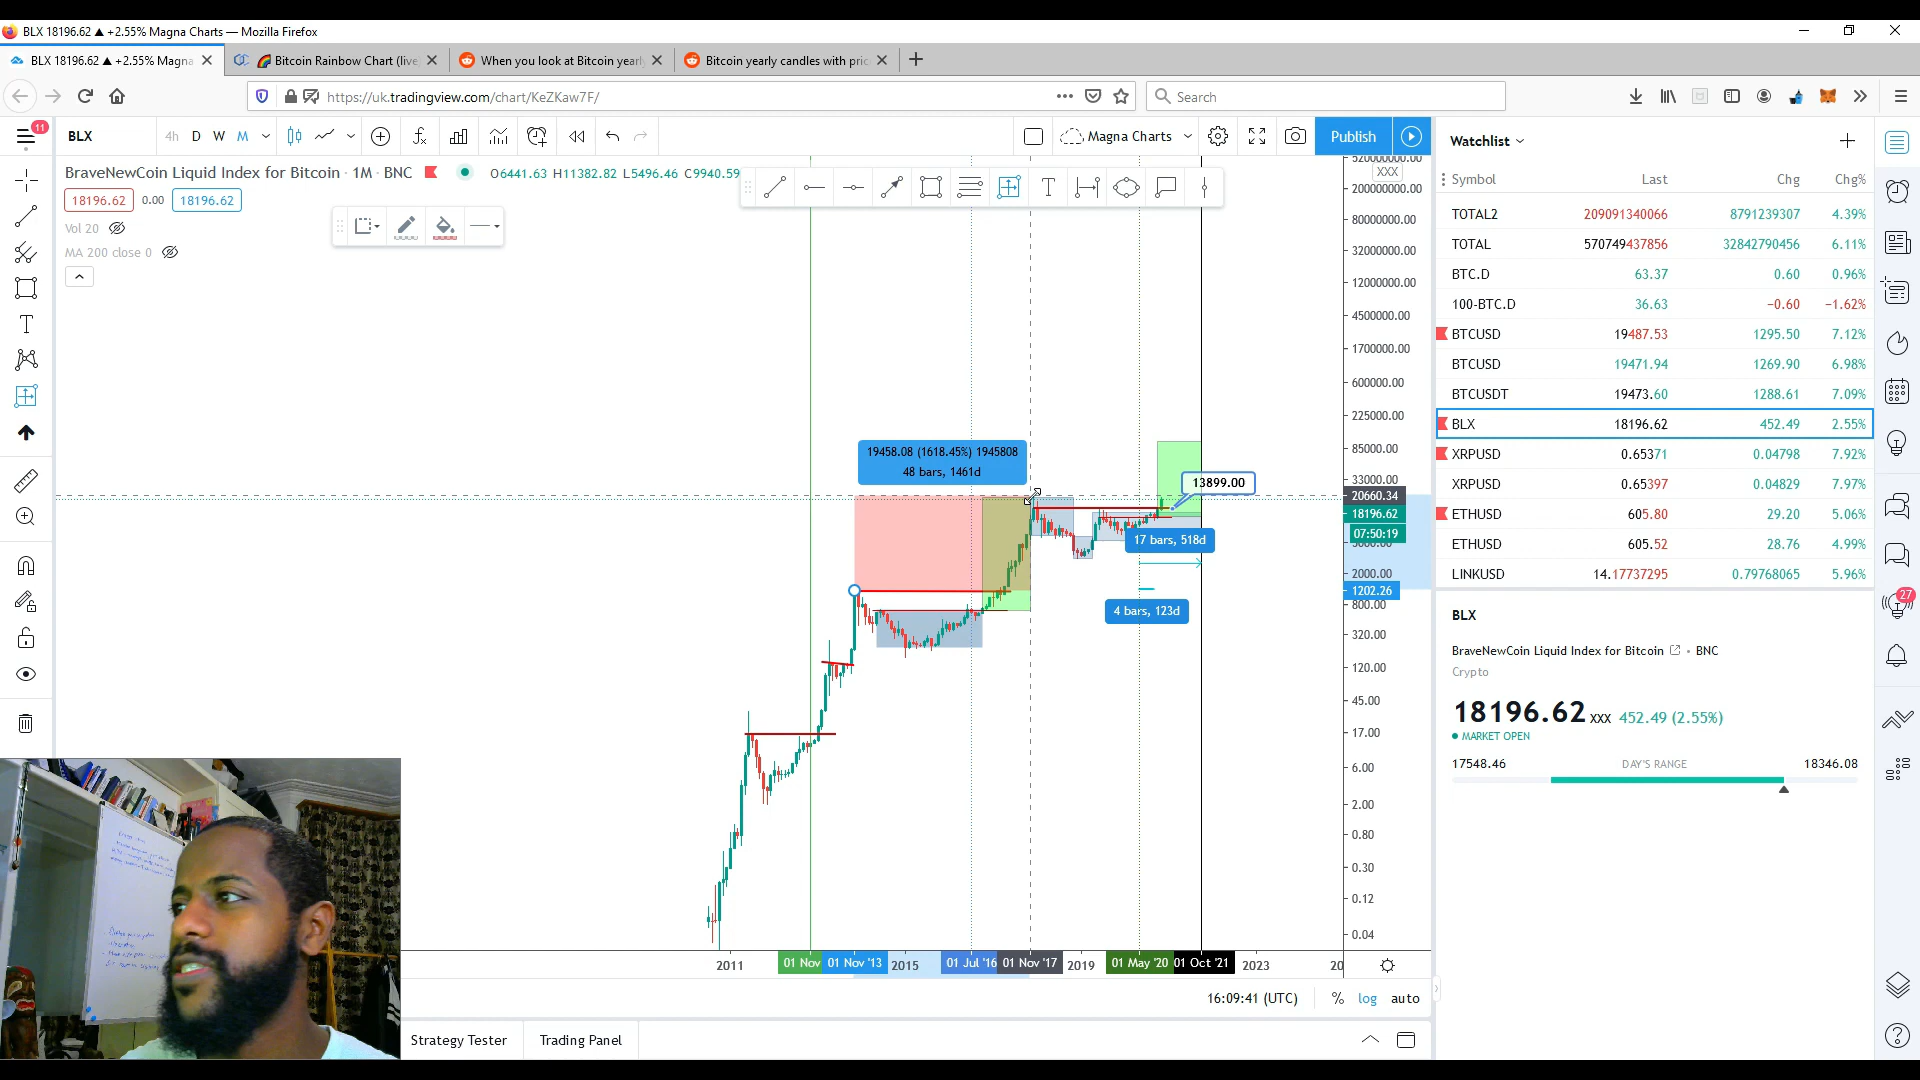 BLX 18196.62 ▲ +2.55% Magna Charts — Mozilla Firefox
BLX 18196.62 ▲ +2.55% Magna
Bitcoin Rainbow Chart (live
When you look at Bitcoin yearl
Bitcoin yearly candles with pric
https://uk.tradingview.com/chart/KeZKaw7F/
Search
11
BLX
4h D W M
Magna Charts
Publish
BraveNewCoin Liquid Index for Bitcoin · 1M · BNC
O6441.63 H11382.82 L5496.46 C9940.59
18196.62 0.00 18196.62
Vol 20
MA 200 close 0
520000000.00
XXX
200000000.00
80000000.00
32000000.00
12000000.00
4500000.00
1700000.00
600000.00
225000.00
85000.00
33000.00
20660.34
18196.62
07:50:19
5000.00
2000.00
1202.26
800.00
320.00
120.00
45.00
17.00
6.00
2.00
0.80
0.30
0.12
0.04
19458.08 (1618.45%) 1945808
48 bars, 1461d
13899.00
17 bars, 518d
4 bars, 123d
2011
01 Nov
01 Nov '13
2015
01 Jul '16
01 Nov '17
2019
01 May '20
01 Oct '21
2023
20
16:09:41 (UTC)
% log auto
Strategy Tester
Trading Panel
Watchlist
Symbol Last Chg Chg%
TOTAL2 209091340066 8791239307 4.39%
TOTAL 570749437856 32842790456 6.11%
BTC.D 63.37 0.60 0.96%
100-BTC.D 36.63 −0.60 −1.62%
BTCUSD 19487.53 1295.50 7.12%
BTCUSD 19471.94 1269.90 6.98%
BTCUSDT 19473.60 1288.61 7.09%
BLX 18196.62 452.49 2.55%
XRPUSD 0.65371 0.04798 7.92%
XRPUSD 0.65397 0.04829 7.97%
ETHUSD 605.80 29.20 5.06%
ETHUSD 605.52 28.76 4.99%
LINKUSD 14.17737295 0.79768065 5.96%
27
BLX
BraveNewCoin Liquid Index for Bitcoin • BNC
Crypto
18196.62 XXX 452.49 (2.55%)
MARKET OPEN
17548.46 DAY'S RANGE 18346.08